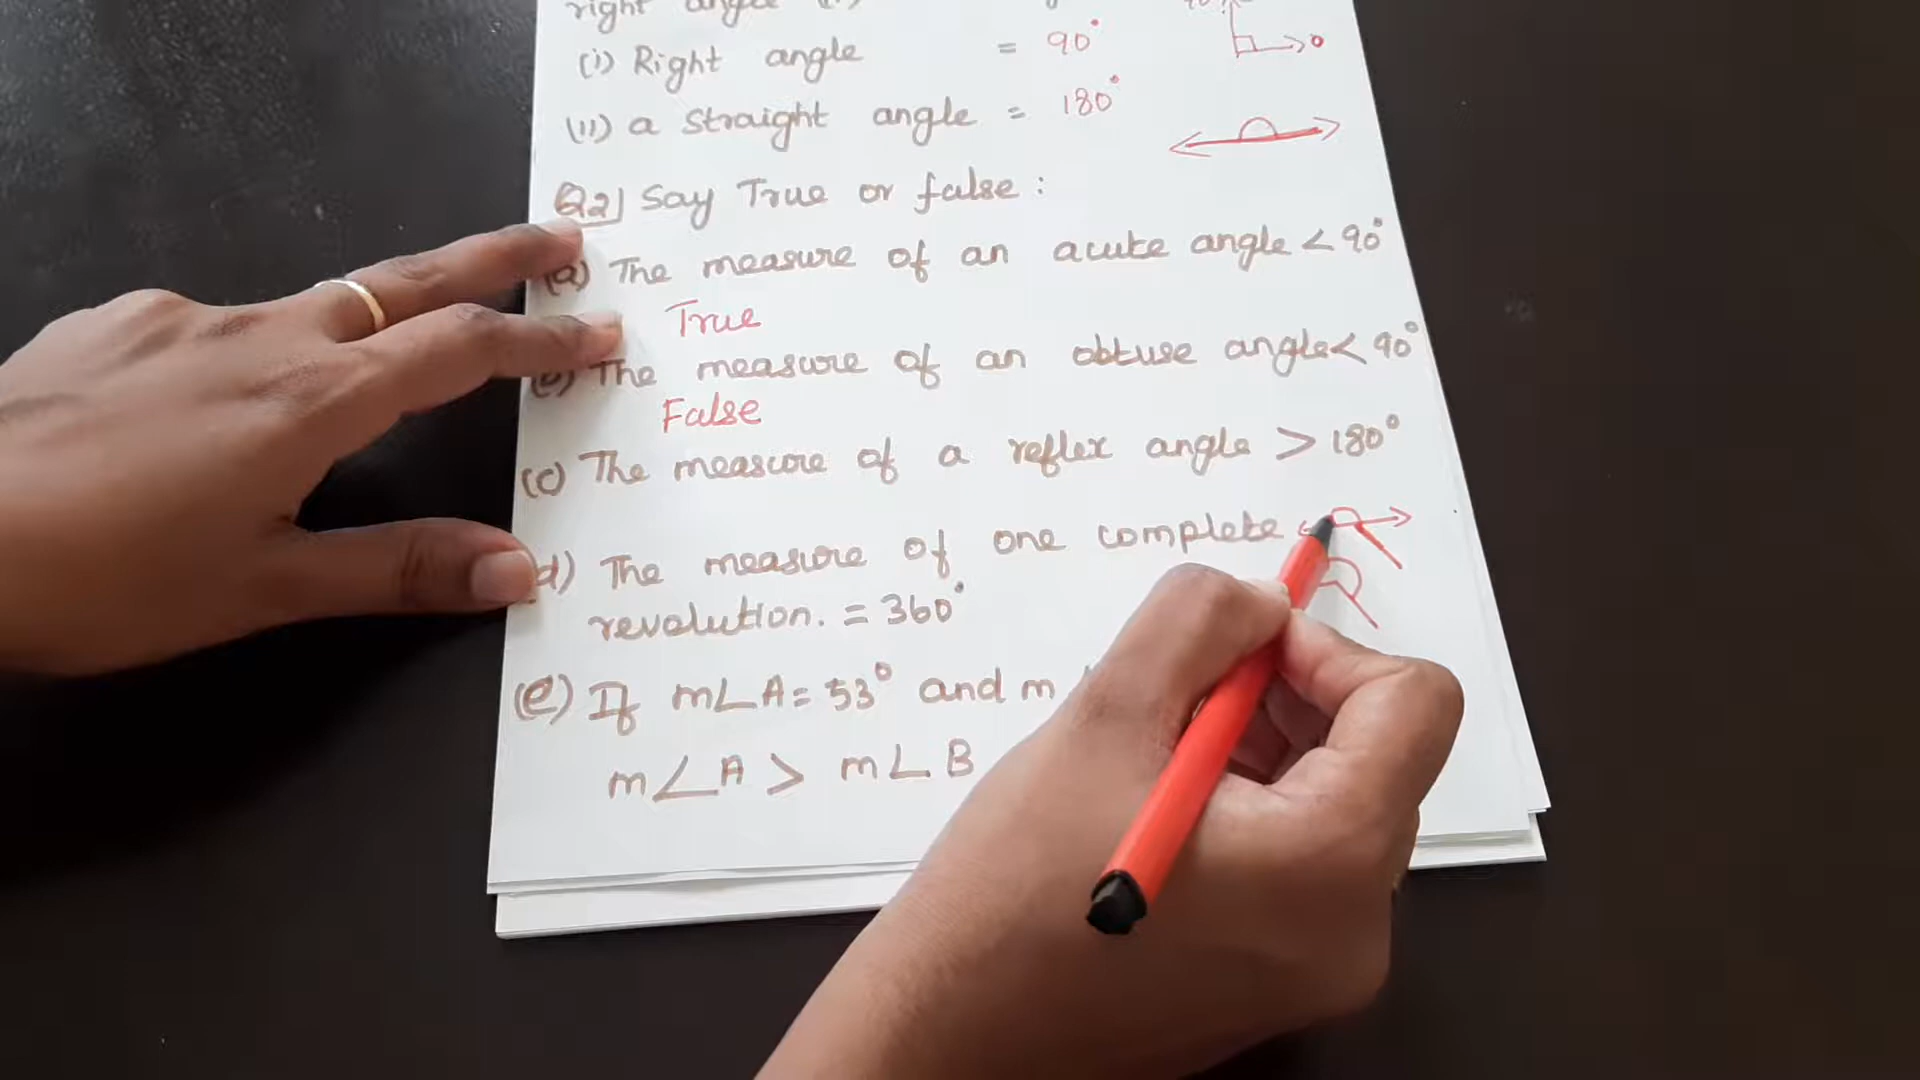 right angle
(i) Right angle = 90°
(ii) a straight angle = 180°
Q2) Say True or false :
(a) The measure of an acute angle < 90°
True
(b) The measure of an obtuse angle < 90°
False
(c) The measure of a reflex angle > 180°
(d) The measure of one complete
revolution. = 360°
(e) If m∠A = 53° and m
m∠A > m∠B